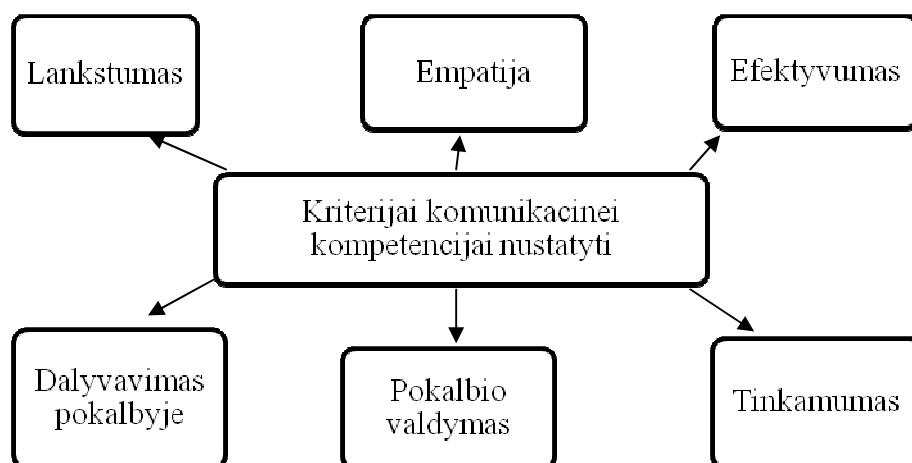 Lankstumas
Empatija
Efektyvumas
Kriterijai komunikacinei
kompetencijai nustatyti
Dalyvavimas
pokalbyje
Pokalbio
valdymas
Tinkamumas